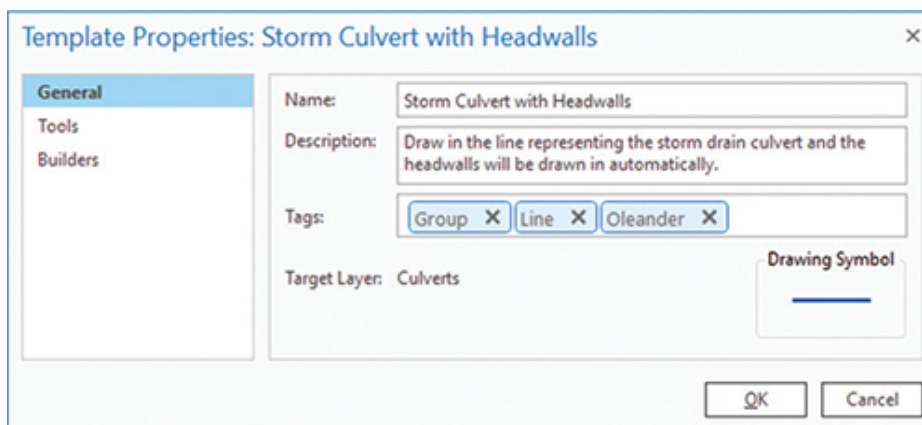 Template Properties: Storm Culvert with Headwalls
General
Tools
Builders
Name: Storm Culvert with Headwalls
Description: Draw in the line representing the storm drain culvert and the
headwalls will be drawn in automatically.
Tags: Group Line Oleander
Target Layer: Culverts
Drawing Symbol
OK Cancel